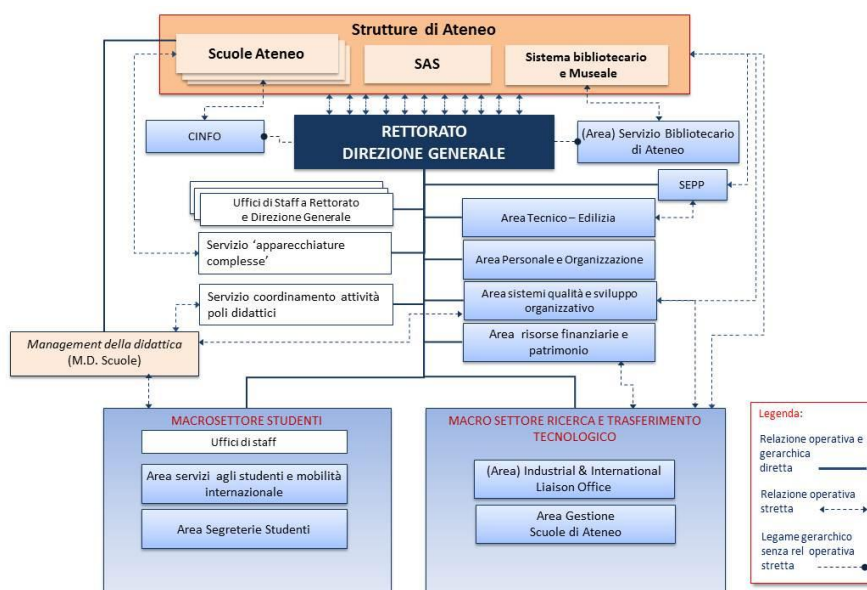 Strutture di Ateneo
Scuole Ateneo
SAS
Sistema bibliotecario
e Museale
CINFO
RETTORATO
DIREZIONE GENERALE
(Area) Servizio Bibliotecario
di Ateneo
SEPP
Uffici di Staff a Rettorato
e Direzione Generale
Area Tecnico – Edilizia
Servizio ‘apparecchiature
complesse’
Area Personale e Organizzazione
Servizio coordinamento attività
poli didattici
Area sistemi qualità e sviluppo
organizzativo
Management della didattica
(M.D. Scuole)
Area risorse finanziarie e
patrimonio
MACROSETTORE STUDENTI
Uffici di staff
Area servizi agli studenti e mobilità
internazionale
Area Segreterie Studenti
MACRO SETTORE RICERCA E TRASFERIMENTO
TECNOLOGICO
(Area) Industrial & International
Liaison Office
Area Gestione
Scuole di Ateneo
Legenda:
Relazione operativa e
gerarchica
diretta
Relazione operativa
stretta
Legame gerarchico
senza rel operativa
stretta